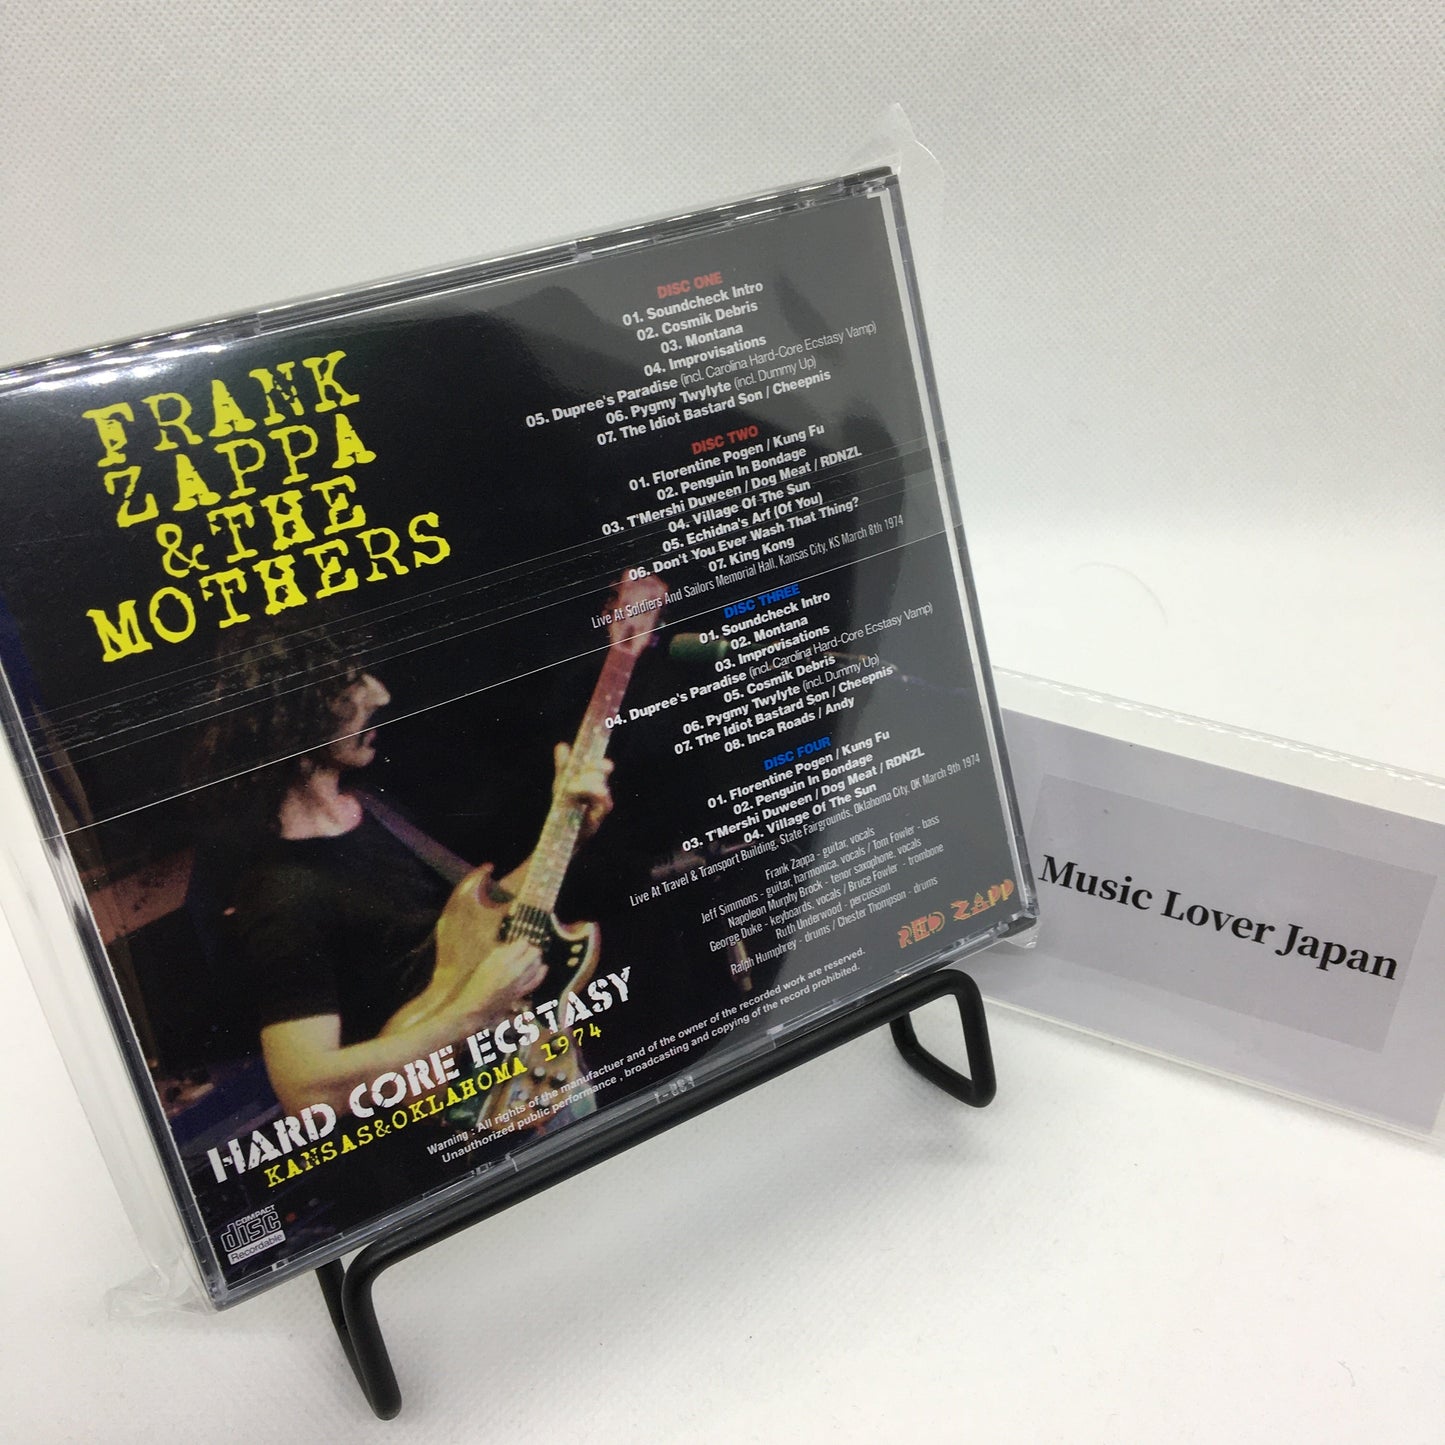 FRANK
ZAPPA
& THE
MOTHERS
DISC ONE
01. Soundcheck Intro
02. Cosmik Debris
03. Montana
04. Improvisations
05. Dupree's Paradise (incl. Carolina Hard-Core Ecstasy Vamp)
06. Pygmy Twylyte (incl. Dummy Up)
07. The Idiot Bastard Son / Cheepnis
DISC TWO
01. Florentine Pogen / Kung Fu
02. Penguin In Bondage
03. T'Mershi Duween / Dog Meat / RDNZL
04. Village Of The Sun
05. Echidna's Arf (Of You)
06. Don't You Ever Wash That Thing?
07. King Kong
Live At Soldiers And Sailors Memorial Hall, Kansas City, KS March 8th 1974
DISC THREE
01. Soundcheck Intro
02. Montana
03. Improvisations
04. Dupree's Paradise (incl. Carolina Hard-Core Ecstasy Vamp)
05. Cosmik Debris
06. Pygmy Twylyte (incl. Dummy Up)
07. The Idiot Bastard Son / Cheepnis
08. Inca Roads / Andy
DISC FOUR
01. Florentine Pogen / Kung Fu
02. Penguin In Bondage
03. T'Mershi Duween / Dog Meat / RDNZL
04. Village Of The Sun
Live At Travel & Transport Building, State Fairgrounds, Oklahoma City, OK March 9th 1974
Frank Zappa - guitar, vocals
Jeff Simmons - guitar, harmonica, vocals / Tom Fowler - bass
Napoleon Murphy Brock - tenor saxophone, vocals
George Duke - keyboards, vocals / Bruce Fowler - trombone
Ruth Underwood - percussion
Ralph Humphrey - drums / Chester Thompson - drums
RED ZAPP
HARD CORE ECSTASY
KANSAS&OKLAHOMA 1974
Warning : All rights of the manufactuer and of the owner of the recorded work are reserved.
Unauthorized public performance , broadcasting and copying of the record prohibited.
COMPACT
disc
Recordable
Music Lover Japan